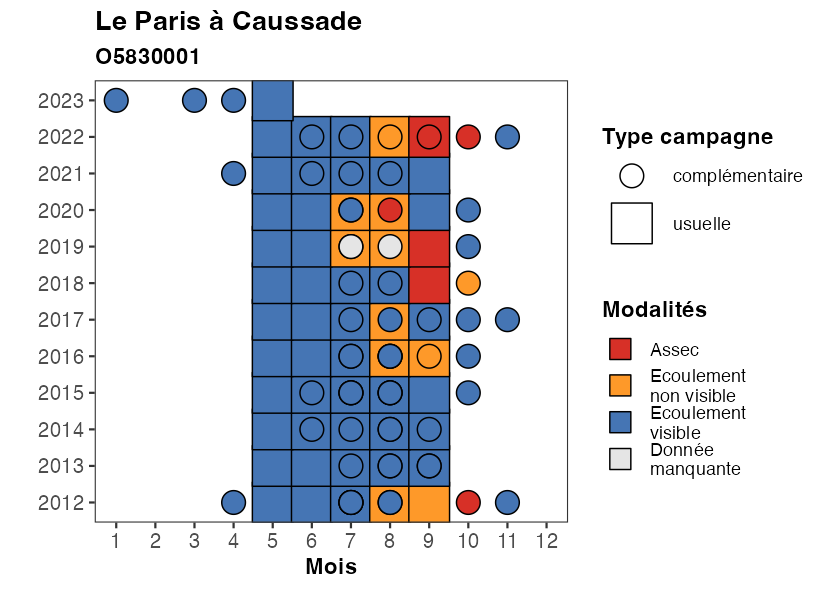 Le Paris à Caussade
O5830001
2023
2022
2021
2020
2019
2018
2017
2016
2015
2014
2013
2012
1 2 3 4 5 6 7 8 9 10 11 12
Mois
Type campagne
complémentaire
usuelle
Modalités
Assec
Ecoulement
non visible
Ecoulement
visible
Donnée
manquante